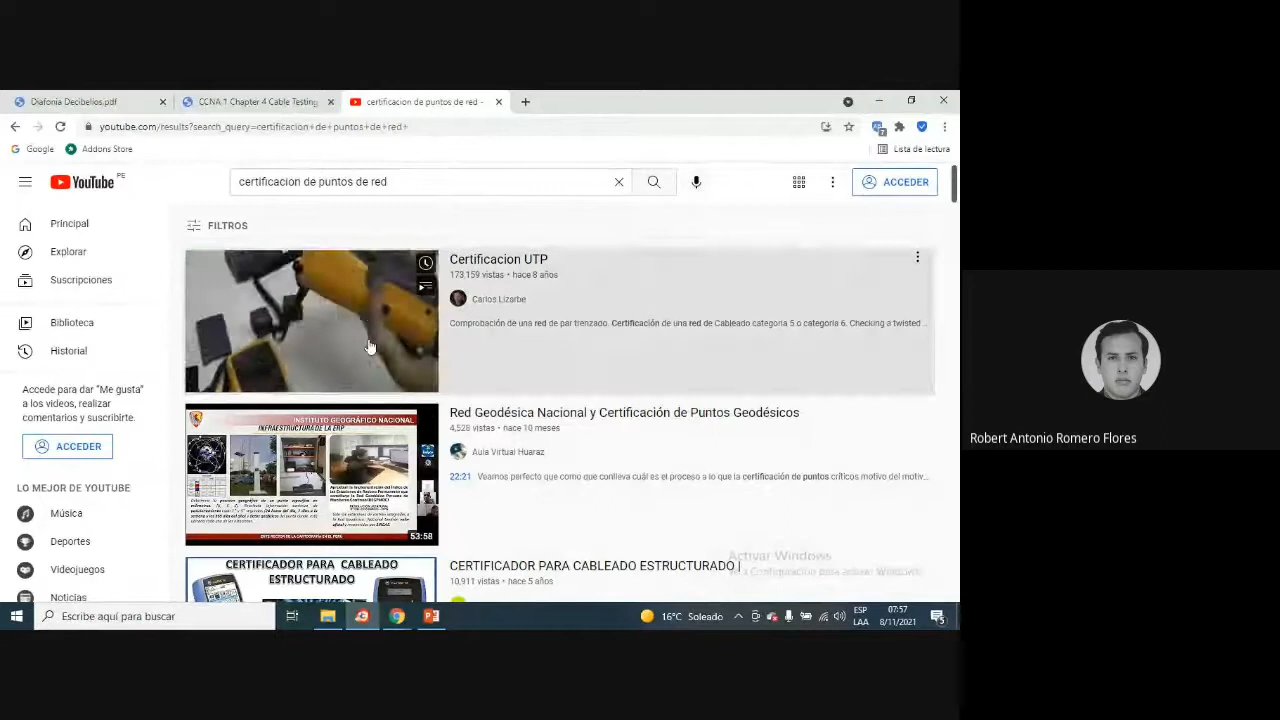 Diafonía Decibelios.pdf
CCNA 1 Chapter 4 Cable Testing
certificacion de puntos de red -
youtube.com/results?search_query=certificacion+de+puntos+de+red+
Google
Addons Store
Lista de lectura
YouTube PE
certificacion de puntos de red
ACCEDER
Principal
Explorar
Suscripciones
Biblioteca
Historial
Accede para dar "Me gusta"
a los videos, realizar
comentarios y suscribirte.
ACCEDER
LO MEJOR DE YOUTUBE
Música
Deportes
Videojuegos
Noticias
FILTROS
Certificacion UTP
173,159 vistas • hace 8 años
Carlos Lizarbe
Comprobación de una red de par trenzado. Certificación de una red de Cableado categoria 5 o categoria 6. Checking a twisted ...
INSTITUTO GEOGRÁFICO NACIONAL
INFRAESTRUCTURA DE LA ERP
53:58
Red Geodésica Nacional y Certificación de Puntos Geodésicos
4,528 vistas • hace 10 meses
Aula Virtual Huaraz
22:21 Veamos perfecto que como que conlleva cuál es el proceso a lo que la certificación de puntos críticos motivo del motiv...
CERTIFICADOR PARA CABLEADO
ESTRUCTURADO
CERTIFICADOR PARA CABLEADO ESTRUCTURADO |
10,911 vistas • hace 5 años
Activar Windows
Ve a Configuración para activar Windows.
Escribe aquí para buscar
16°C Soleado
ESP
LAA
07:57
8/11/2021
5
Robert Antonio Romero Flores